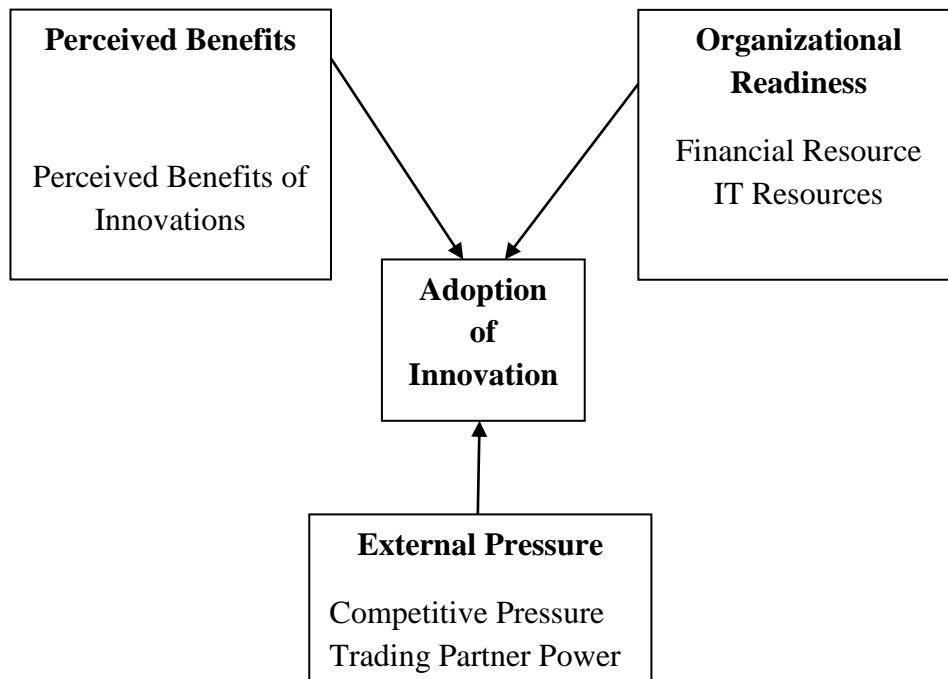 Perceived Benefits
Perceived Benefits of
Innovations
Organizational
Readiness
Financial Resource
IT Resources
Adoption
of
Innovation
External Pressure
Competitive Pressure
Trading Partner Power